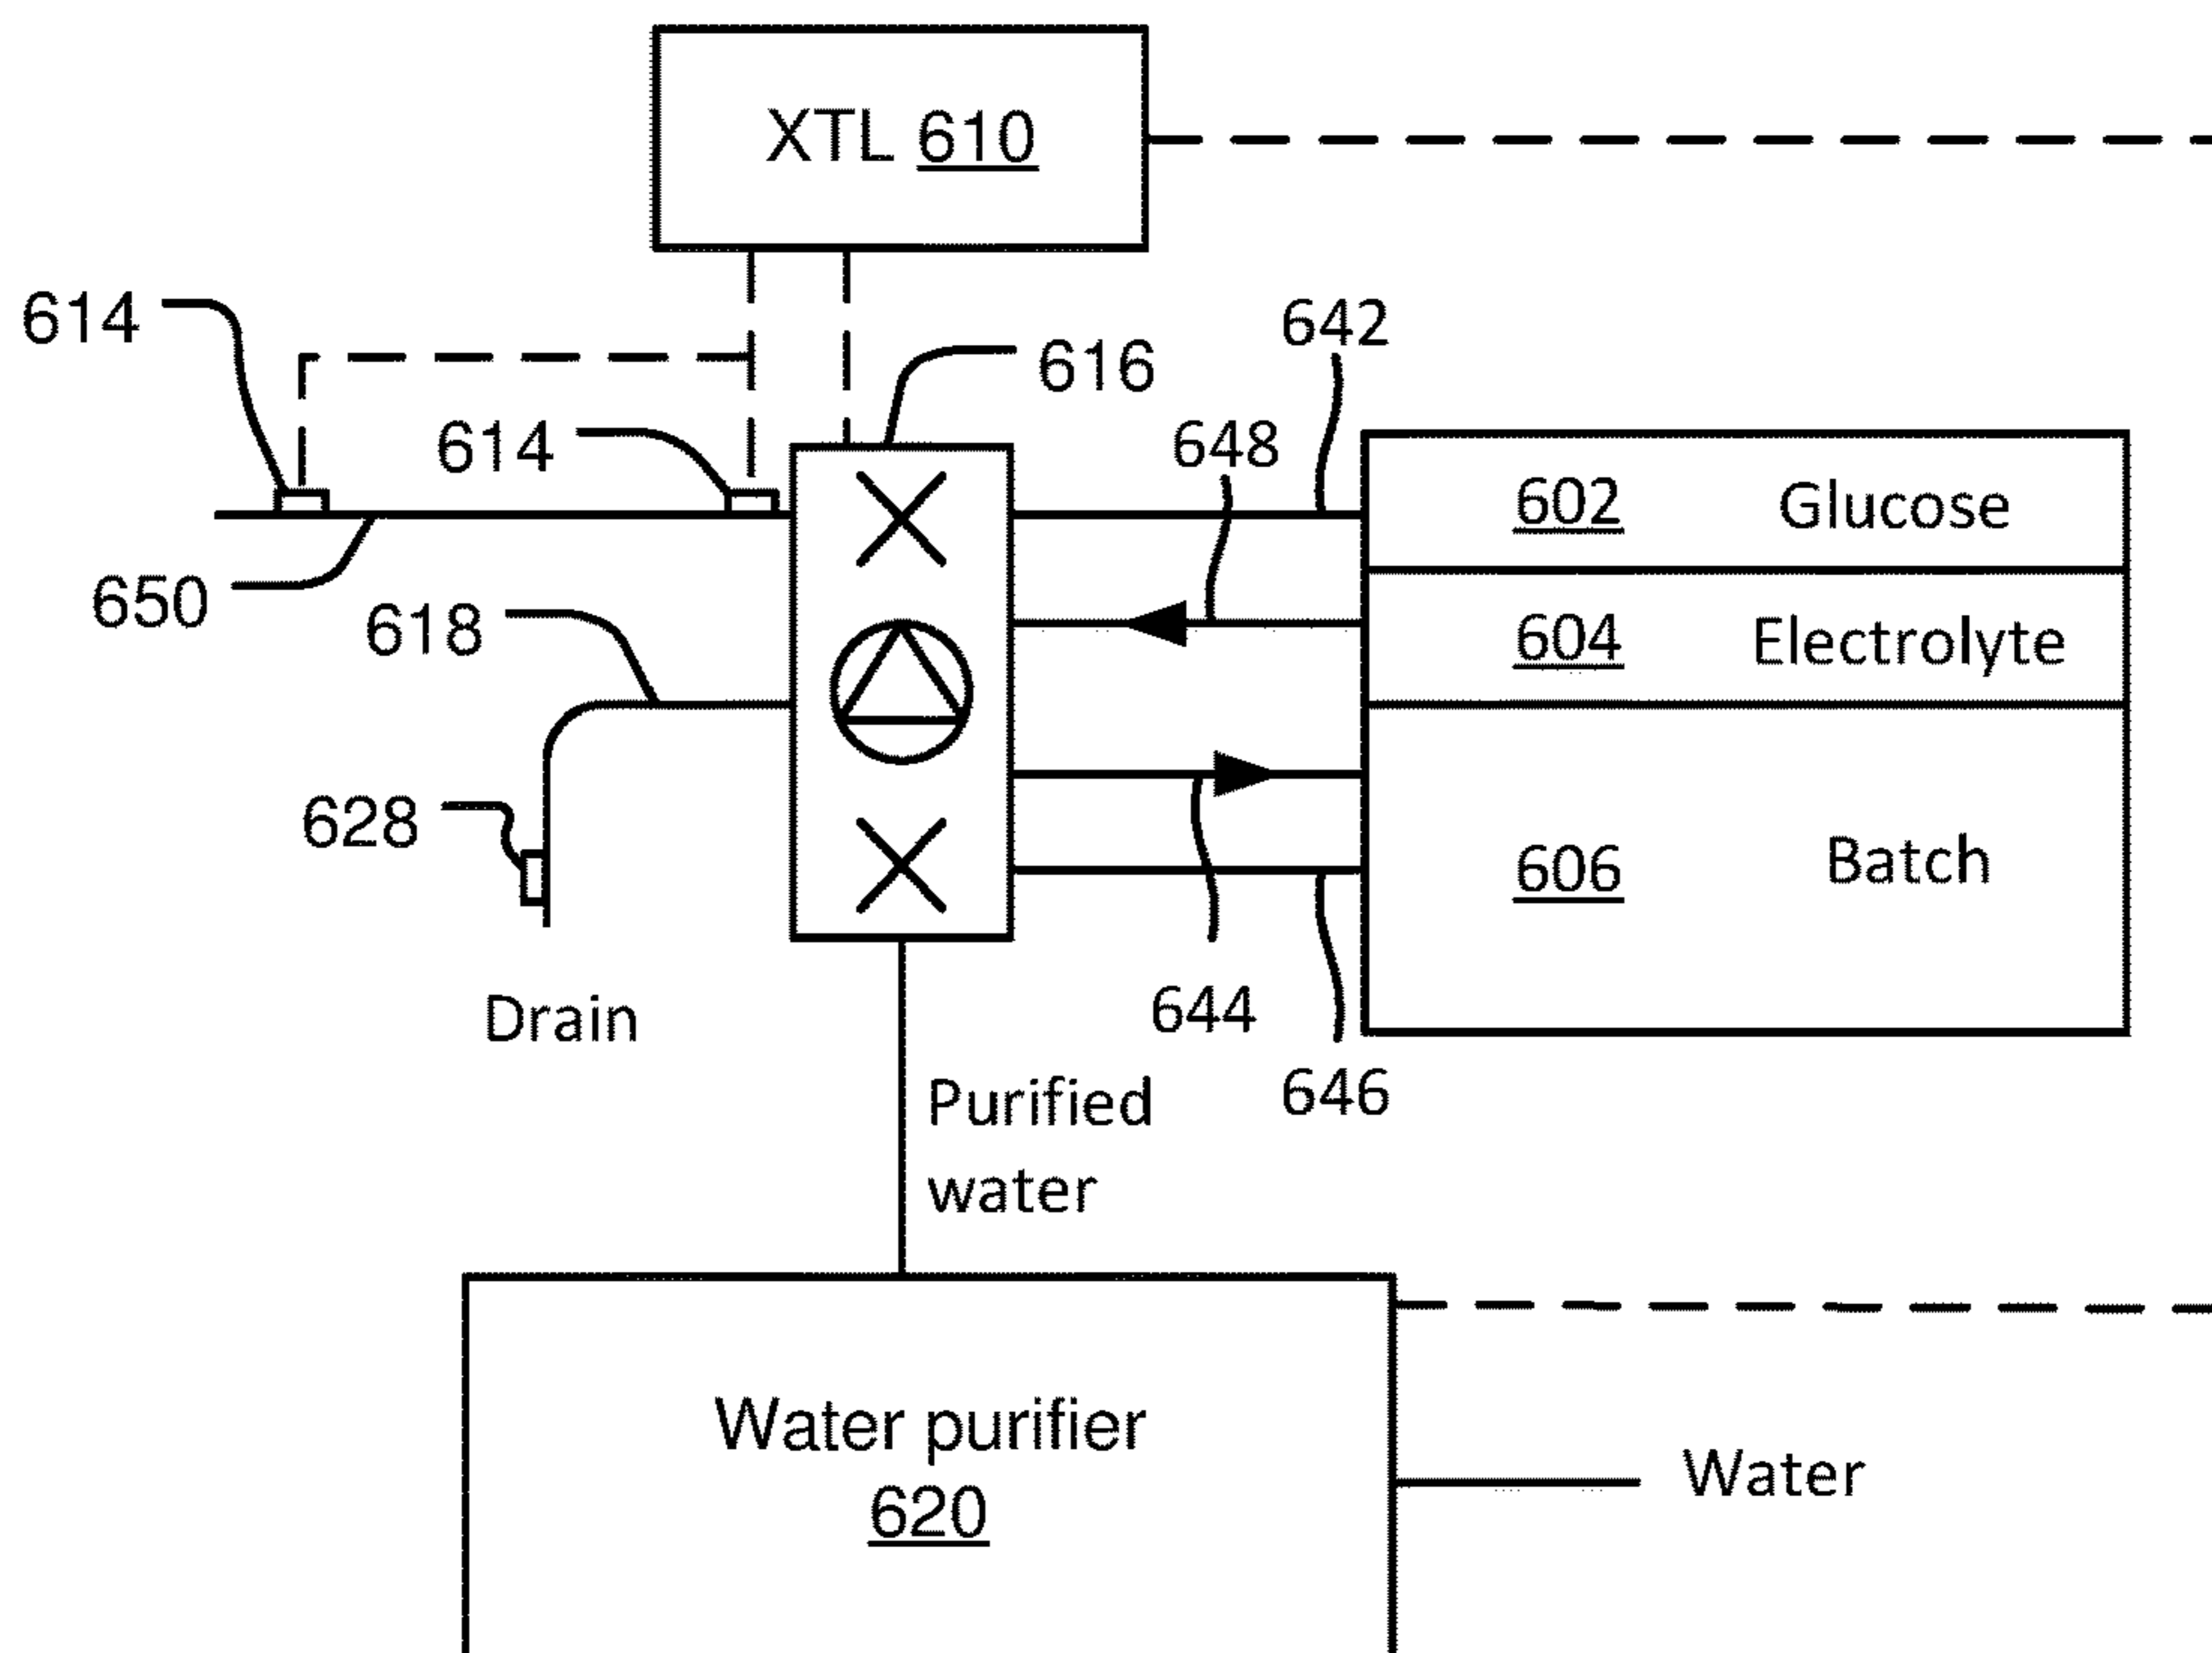 XTL 610
614
642
616
648
614
602 Glucose
650
618
604 Electrolyte
628
606 Batch
Drain
644
646
Purified
water
Water purifier
620
Water